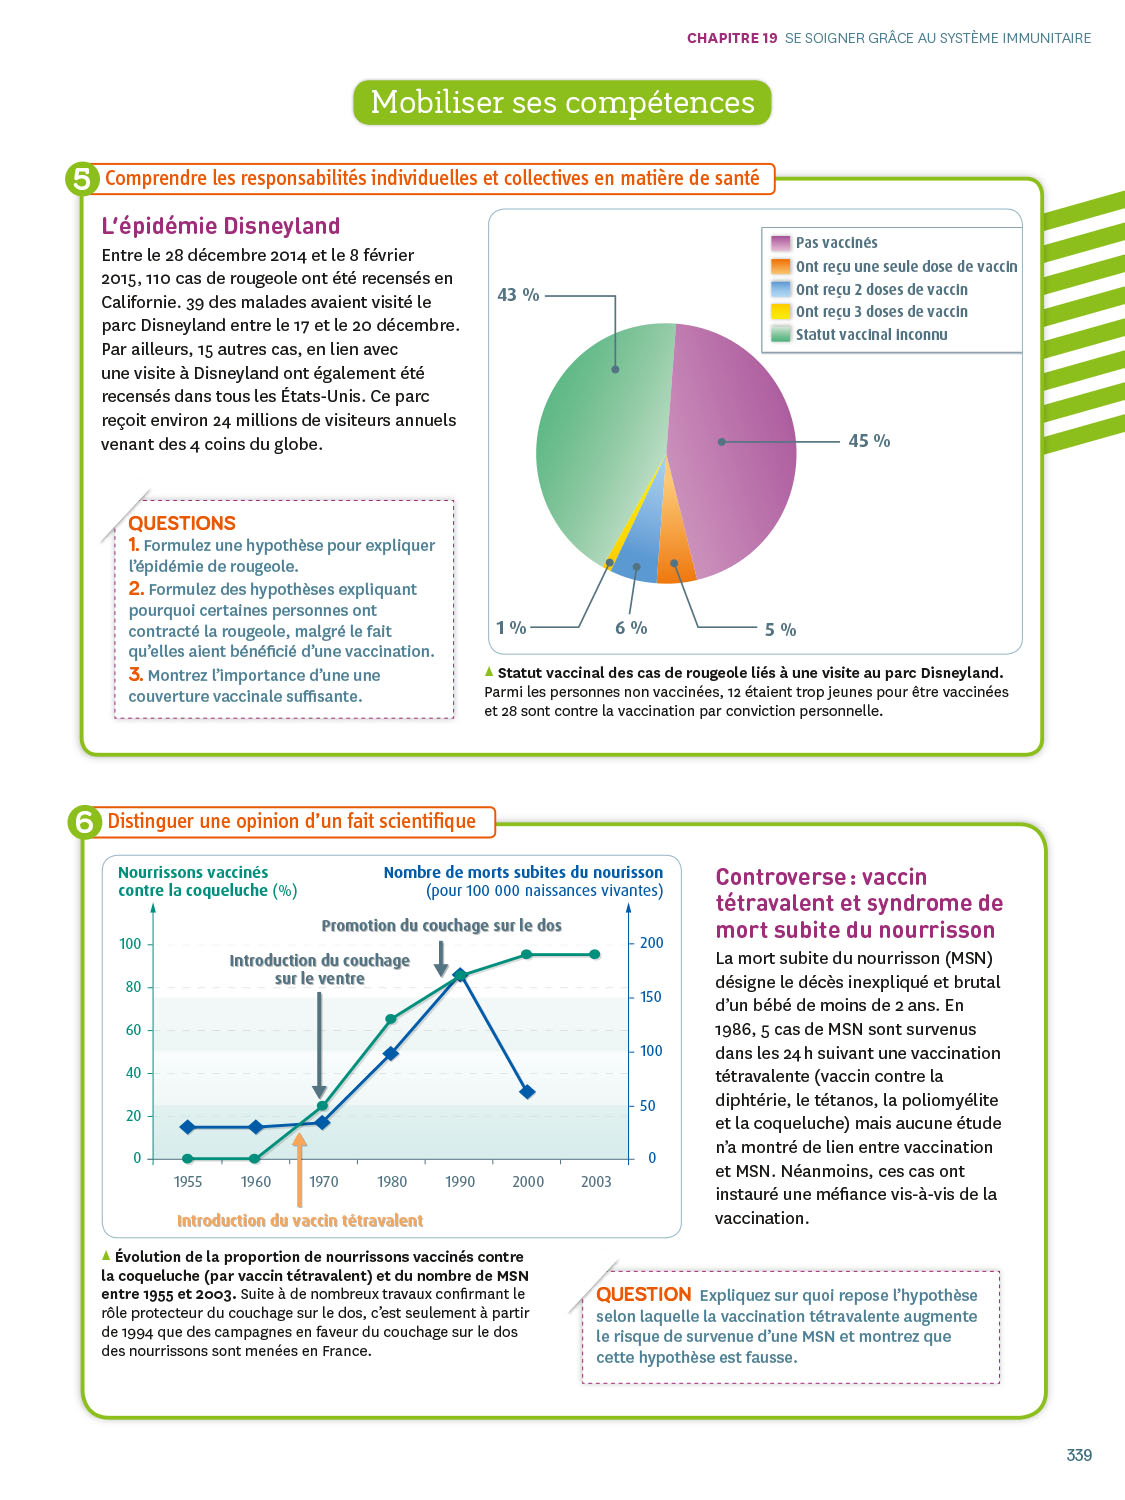 CHAPITRE 19 SE SOIGNER GRÂCE AU SYSTÈME IMMUNITAIRE
Mobiliser ses compétences
5 Comprendre les responsabilités individuelles et collectives en matière de santé
L'épidémie Disneyland
Entre le 28 décembre 2014 et le 8 février
2015, 110 cas de rougeole ont été recensés en
Californie. 39 des malades avaient visité le
parc Disneyland entre le 17 et le 20 décembre.
Par ailleurs, 15 autres cas, en lien avec
une visite à Disneyland ont également été
recensés dans tous les États-Unis. Ce parc
reçoit environ 24 millions de visiteurs annuels
venant des 4 coins du globe.
QUESTIONS
1. Formulez une hypothèse pour expliquer
l'épidémie de rougeole.
2. Formulez des hypothèses expliquant
pourquoi certaines personnes ont
contracté la rougeole, malgré le fait
qu'elles aient bénéficié d'une vaccination.
3. Montrez l'importance d'une une
couverture vaccinale suffisante.
Pas vaccinés
Ont reçu une seule dose de vaccin
Ont reçu 2 doses de vaccin
Ont reçu 3 doses de vaccin
Statut vaccinal inconnu
43 %
45 %
1 %
6 %
5 %
Statut vaccinal des cas de rougeole liés à une visite au parc Disneyland.
Parmi les personnes non vaccinées, 12 étaient trop jeunes pour être vaccinées
et 28 sont contre la vaccination par conviction personnelle.
6 Distinguer une opinion d'un fait scientifique
Nourrissons vaccinés
contre la coqueluche (%)
Nombre de morts subites du nourisson
(pour 100 000 naissances vivantes)
Promotion du couchage sur le dos
Introduction du couchage
sur le ventre
100
80
60
40
20
0
200
150
100
50
0
1955 1960 1970 1980 1990 2000 2003
Introduction du vaccin tétravalent
Évolution de la proportion de nourrissons vaccinés contre
la coqueluche (par vaccin tétravalent) et du nombre de MSN
entre 1955 et 2003. Suite à de nombreux travaux confirmant le
rôle protecteur du couchage sur le dos, c'est seulement à partir
de 1994 que des campagnes en faveur du couchage sur le dos
des nourrissons sont menées en France.
Controverse : vaccin
tétravalent et syndrome de
mort subite du nourrisson
La mort subite du nourrisson (MSN)
désigne le décès inexpliqué et brutal
d'un bébé de moins de 2 ans. En
1986, 5 cas de MSN sont survenus
dans les 24 h suivant une vaccination
tétravalente (vaccin contre la
diphtérie, le tétanos, la poliomyélite
et la coqueluche) mais aucune étude
n'a montré de lien entre vaccination
et MSN. Néanmoins, ces cas ont
instauré une méfiance vis-à-vis de la
vaccination.
QUESTION Expliquez sur quoi repose l'hypothèse
selon laquelle la vaccination tétravalente augmente
le risque de survenue d'une MSN et montrez que
cette hypothèse est fausse.
339